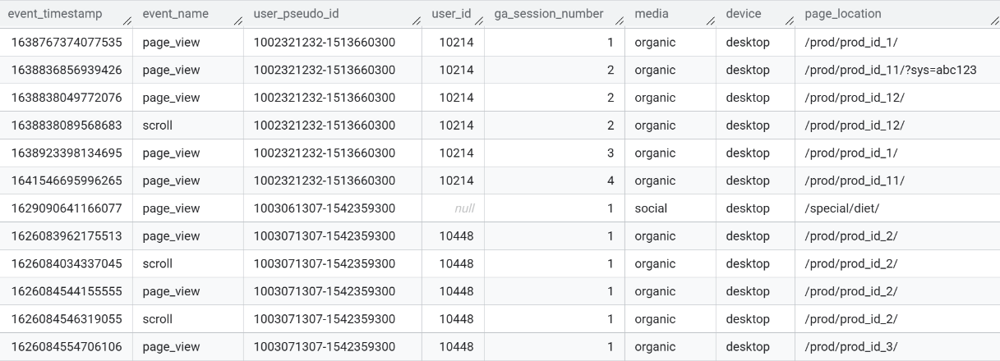 event_timestamp event_name user_pseudo_id user_id ga_session_number media device page_location
1638767374077535 page_view 1002321232-1513660300 10214 1 organic desktop /prod/prod_id_1/
1638836856939426 page_view 1002321232-1513660300 10214 2 organic desktop /prod/prod_id_11/?sys=abc123
1638838049772076 page_view 1002321232-1513660300 10214 2 organic desktop /prod/prod_id_12/
1638838089568683 scroll 1002321232-1513660300 10214 2 organic desktop /prod/prod_id_12/
1638923398134695 page_view 1002321232-1513660300 10214 3 organic desktop /prod/prod_id_1/
1641546695996265 page_view 1002321232-1513660300 10214 4 organic desktop /prod/prod_id_11/
1629090641166077 page_view 1003061307-1542359300 null 1 social desktop /special/diet/
1626083962175513 page_view 1003071307-1542359300 10448 1 organic desktop /prod/prod_id_2/
1626084034337045 scroll 1003071307-1542359300 10448 1 organic desktop /prod/prod_id_2/
1626084544155555 page_view 1003071307-1542359300 10448 1 organic desktop /prod/prod_id_2/
1626084546319055 scroll 1003071307-1542359300 10448 1 organic desktop /prod/prod_id_2/
1626084554706106 page_view 1003071307-1542359300 10448 1 organic desktop /prod/prod_id_3/